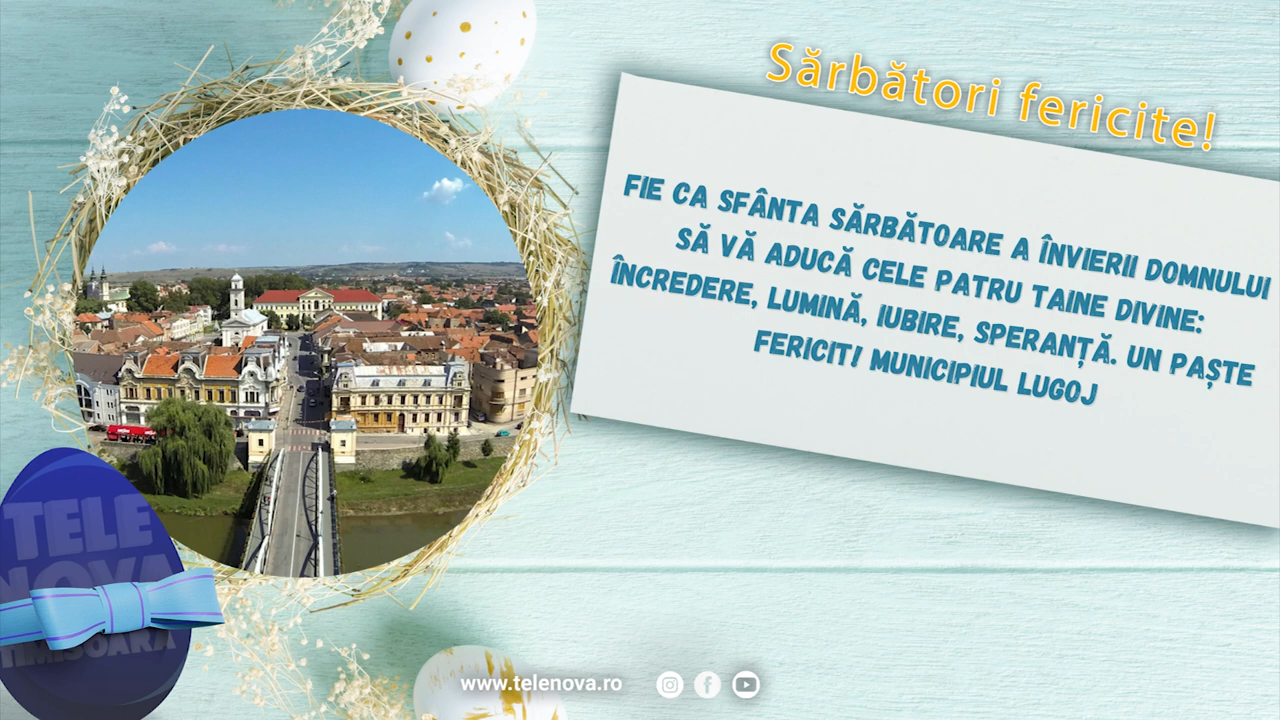 Sărbători fericite!
FIE CA SFÂNTA SĂRBĂTOARE A ÎNVIERII DOMNULUI
SĂ VĂ ADUCĂ CELE PATRU TAINE DIVINE:
ÎNCREDERE, LUMINĂ, IUBIRE, SPERANȚĂ. UN PAȘTE
FERICIT! MUNICIPIUL LUGOJ
TELE
NOVA
TIMISOARA
www.telenova.ro